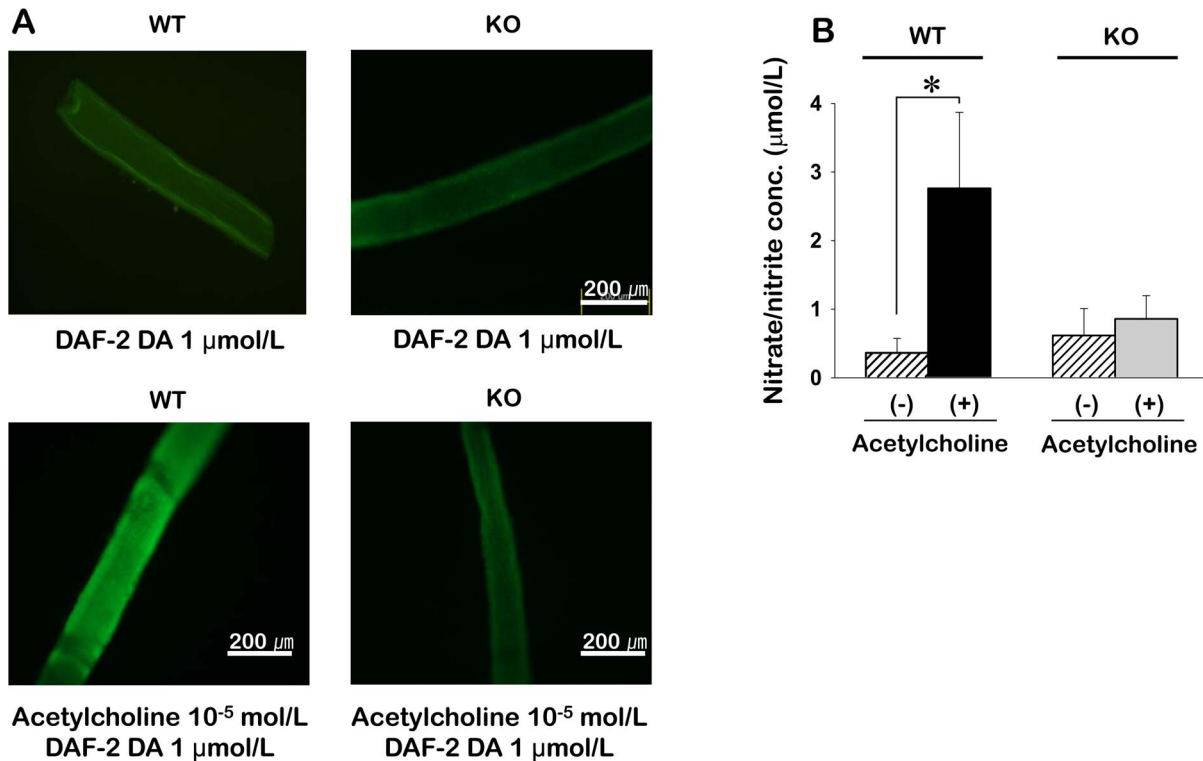 A
WT
KO
200 µm
DAF-2 DA 1 µmol/L
DAF-2 DA 1 µmol/L
WT
KO
200 µm
200 µm
Acetylcholine 10⁻⁵ mol/L
DAF-2 DA 1 µmol/L
Acetylcholine 10⁻⁵ mol/L
DAF-2 DA 1 µmol/L
B
WT
KO
Nitrate/nitrite conc. (µmol/L)
4
3
2
1
0
*
(-)
(+)
(-)
(+)
Acetylcholine
Acetylcholine